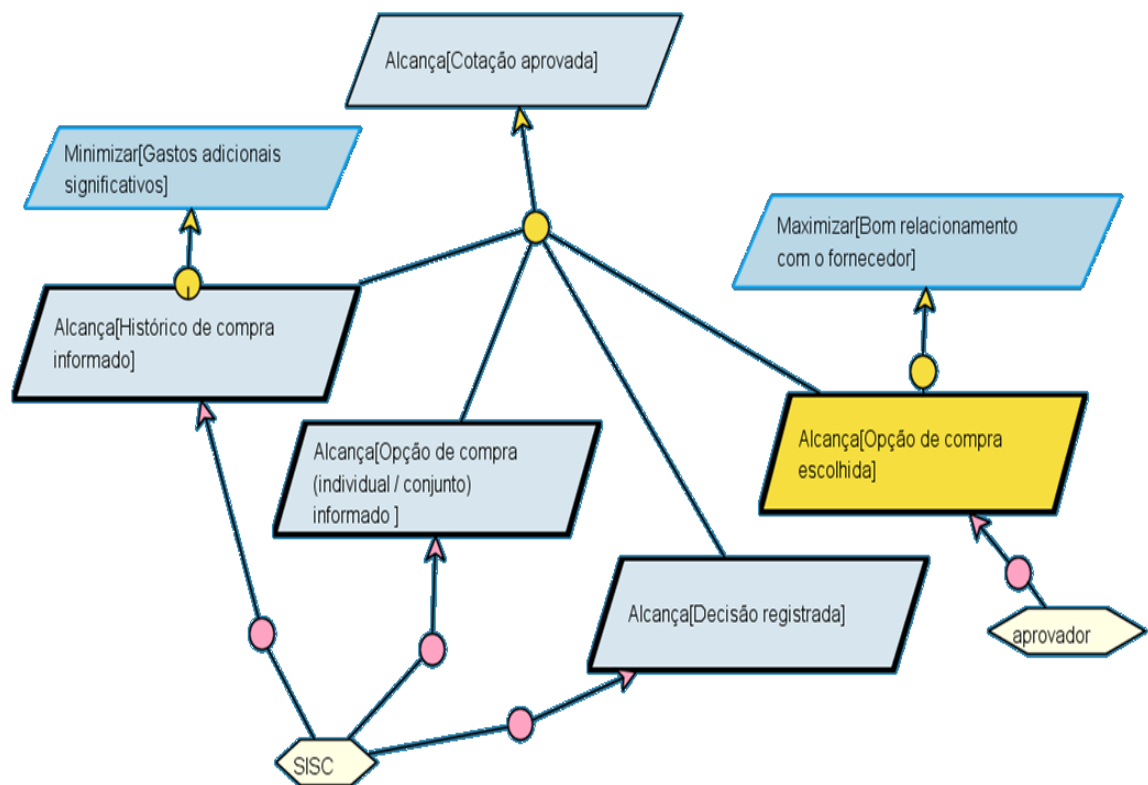 Alcança[Cotação aprovada]
Minimizar[Gastos adicionais
significativos]
Maximizar[Bom relacionamento
com o fornecedor]
Alcança[Histórico de compra
informado]
Alcança[Opção de compra
(individual / conjunto)
informado ]
Alcança[Opção de compra
escolhida]
Alcança[Decisão registrada]
aprovador
SISC